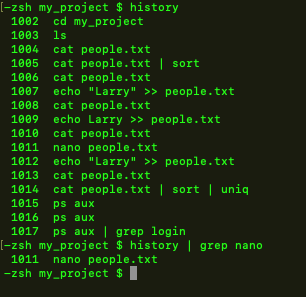 [-zsh my_project $ history
1002  cd my_project
1003  ls
1004  cat people.txt
1005  cat people.txt | sort
1006  cat people.txt
1007  echo "Larry" >> people.txt
1008  cat people.txt
1009  echo Larry >> people.txt
1010  cat people.txt
1011  nano people.txt
1012  echo "Larry" >> people.txt
1013  cat people.txt
1014  cat people.txt | sort | uniq
1015  ps aux
1016  ps aux
1017  ps aux | grep login
[-zsh my_project $ history | grep nano
1011  nano people.txt
-zsh my_project $